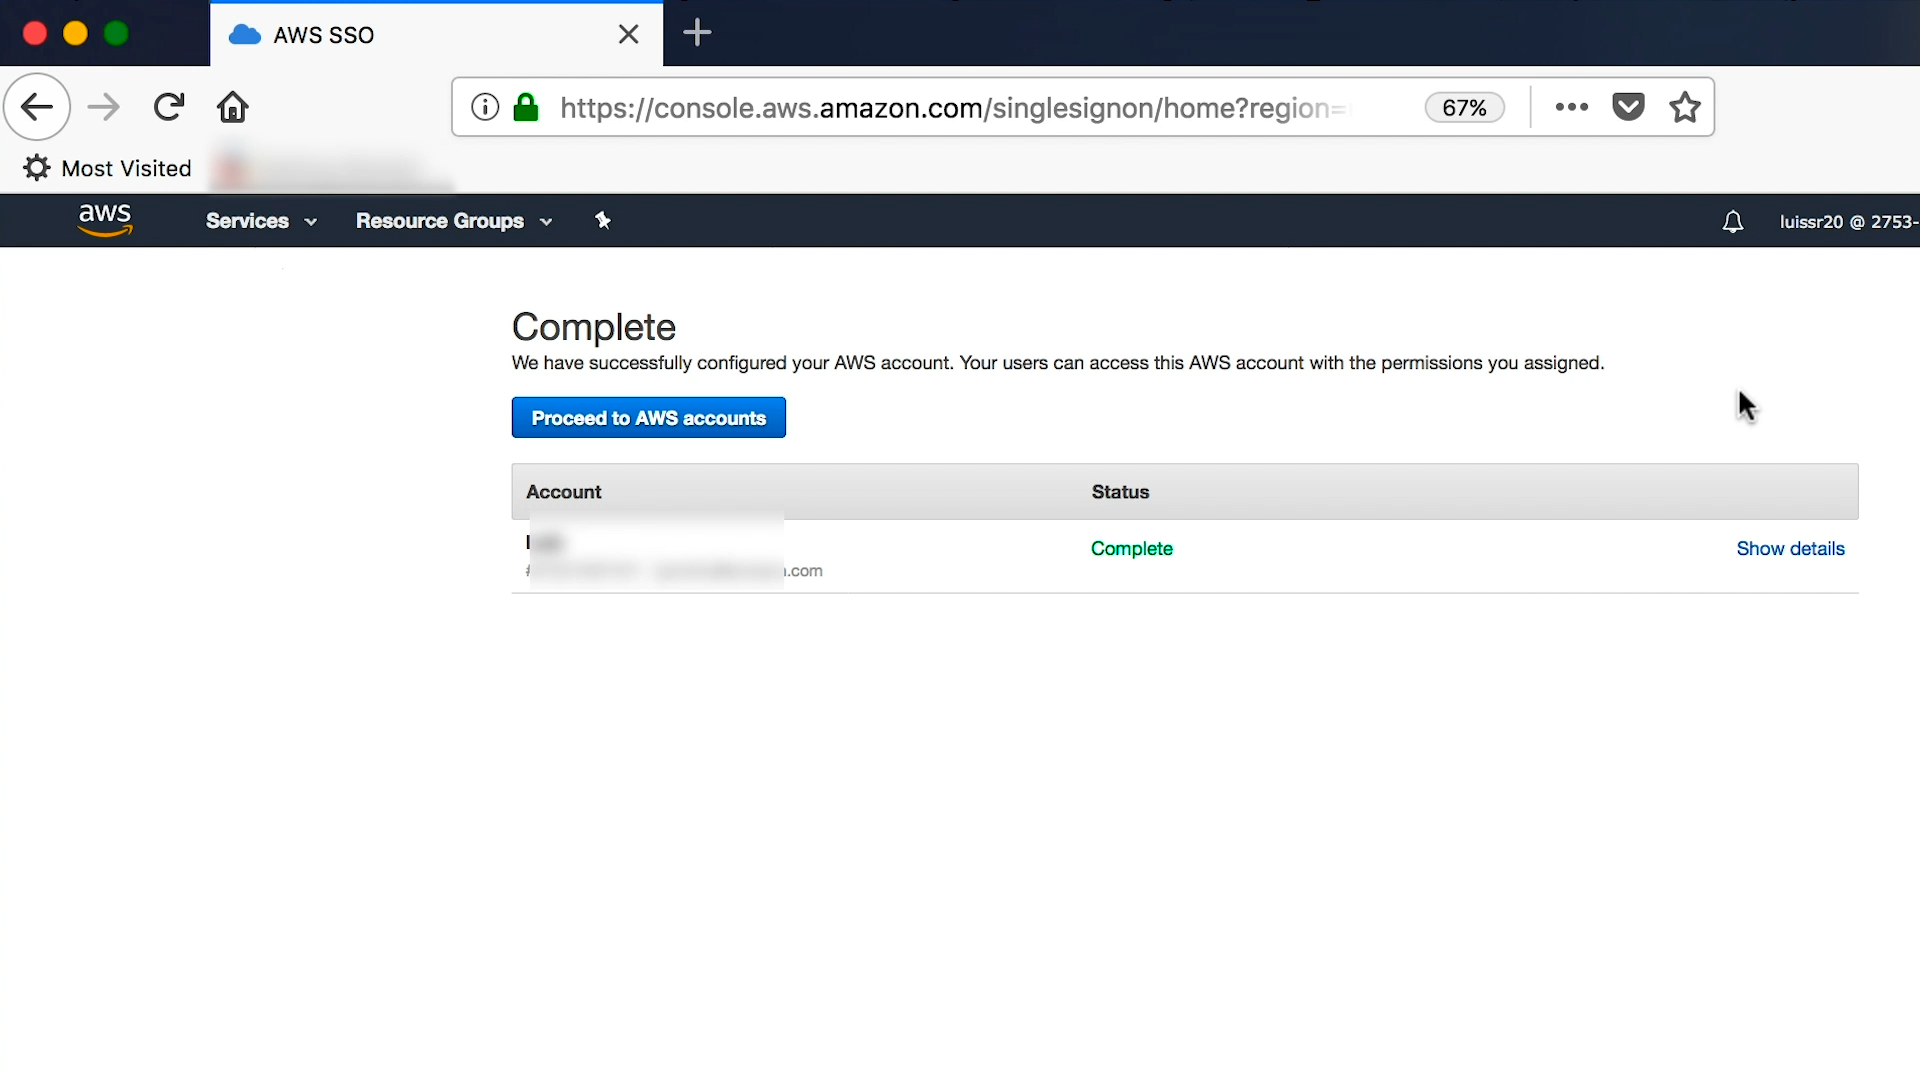 AWS SSO
https://console.aws.amazon.com/singlesignon/home?region=
67%
Most Visited
aws
Services
Resource Groups
luissr20 @ 2753-
Complete
We have successfully configured your AWS account. Your users can access this AWS account with the permissions you assigned.
Proceed to AWS accounts
Account
Status
Complete
Show details
.com